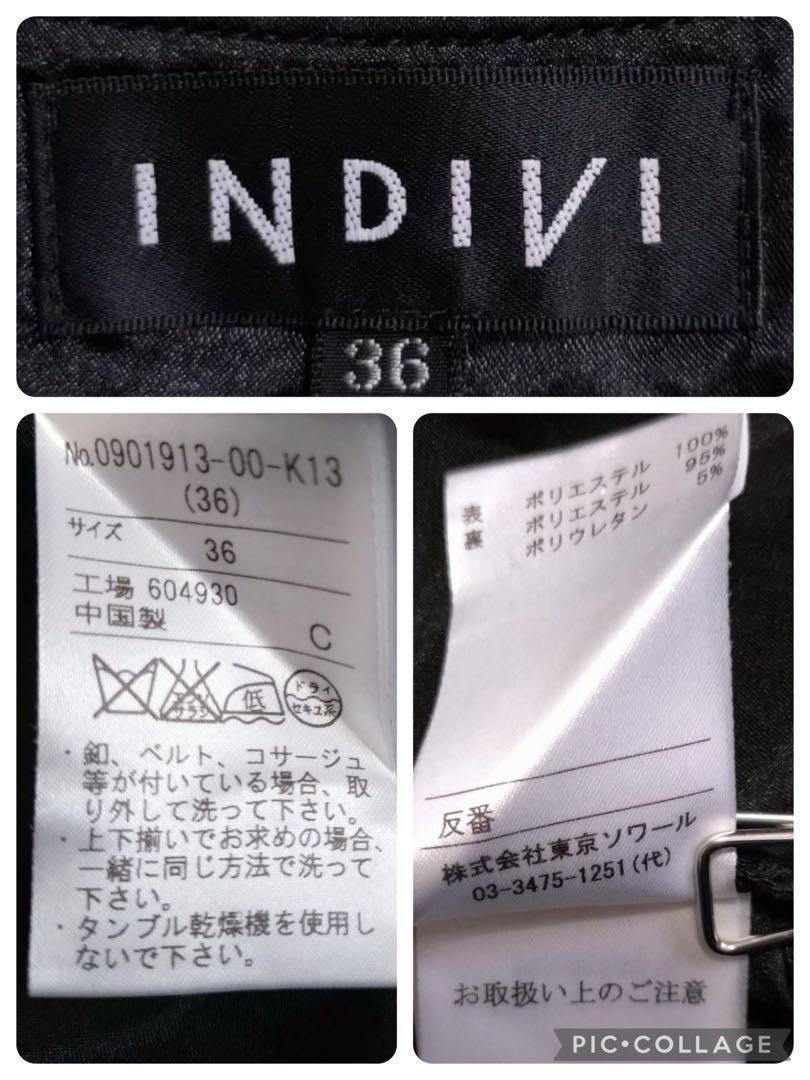 INDIVI
36
No.0901913-00-K13
(36)
サイズ
36
工場 604930
中国製
C
エンソ
サラシ
低
ドライ
セキユ系
・釦、ベルト、コサージュ
等が付いている場合、取
り外して洗って下さい。
・上下揃いでお求めの場合、
一緒に同じ方法で洗って
下さい。
・タンブル乾燥機を使用し
ないで下さい。
表 ポリエステル 100%
裏 ポリエステル 95%
ポリウレタン 5%
反番
株式会社東京ソワール
03-3475-1251(代)
お取扱い上のご注意
PIC•COLLAGE